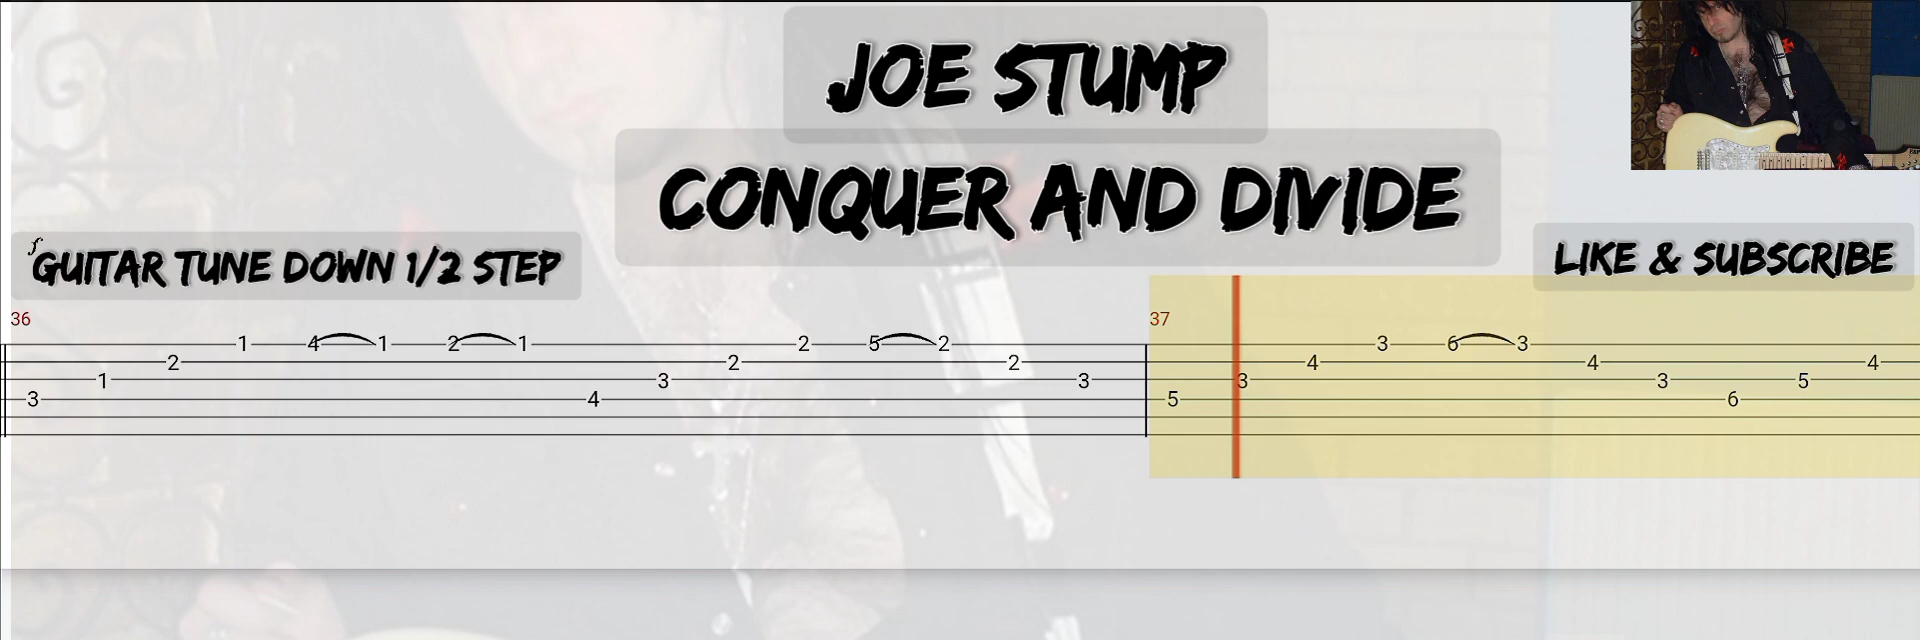 JOE STUMP
CONQUER AND DIVIDE
f
GUITAR TUNE DOWN 1/2 STEP
LIKE & SUBSCRIBE
36 37
1 4 1 2 1 2 5 2 3 6 3
2 2 2 4 4 4
1 3 3 3 3 5
3 4 5 6